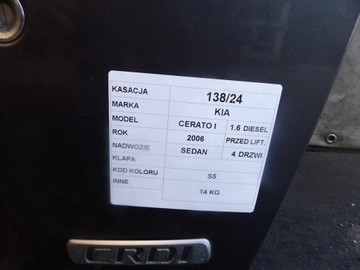 KASACJA 138/24
MARKA KIA
MODEL CERATO I 1.6 DIESEL
ROK 2006 PRZED LIFT.
NADWOZIE SEDAN 4 DRZWI
KLAPA
KOD KOLORU S5
INNE 14 KG
CRDI